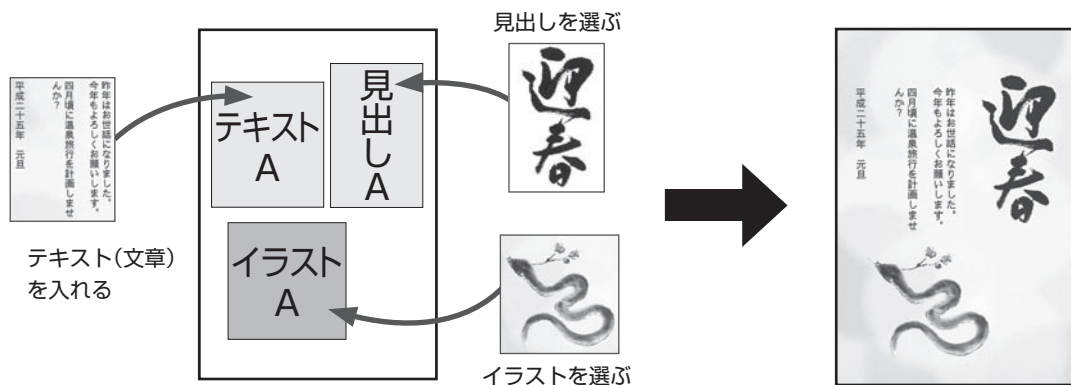 見出しを選ぶ
迎春
見出しA
テキスト
A
イラスト
A
昨年はお世話になりました。
今年もよろしくお願いします。
四月頃に温泉旅行を計画しませ
んか?
平成二十五年 元旦
テキスト(文章)
を入れる
イラストを選ぶ
迎春
昨年はお世話になりました。
今年もよろしくお願いします。
四月頃に温泉旅行を計画しませ
んか?
平成二十五年 元旦